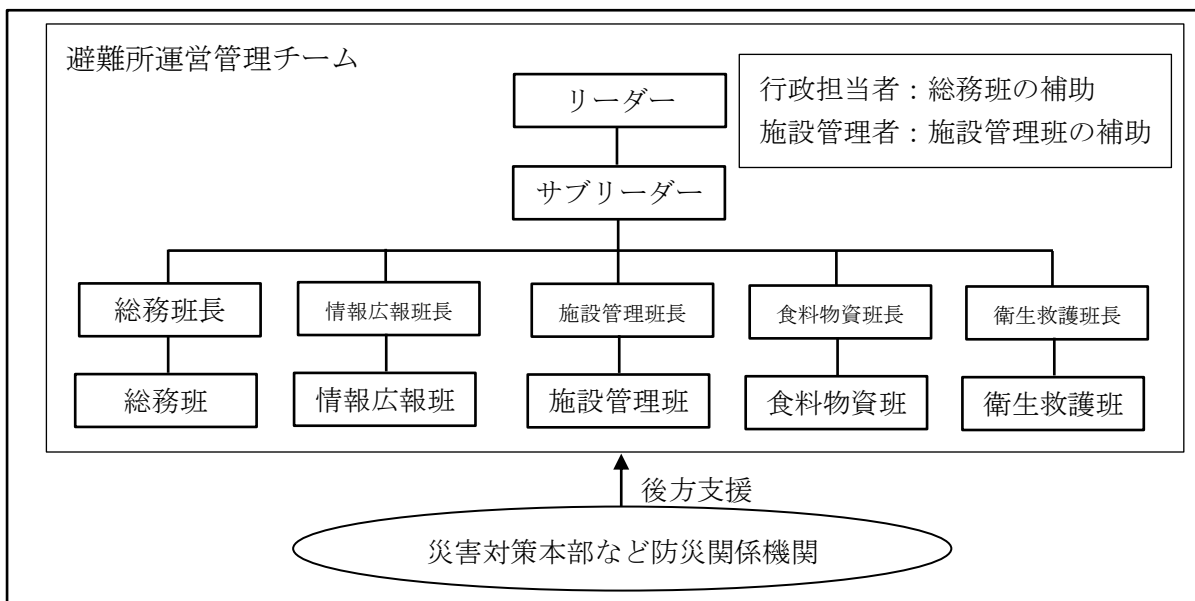 避難所運営管理チーム
行政担当者：総務班の補助
施設管理者：施設管理班の補助
リーダー
サブリーダー
総務班長
情報広報班長
施設管理班長
食料物資班長
衛生救護班長
総務班
情報広報班
施設管理班
食料物資班
衛生救護班
後方支援
災害対策本部など防災関係機関